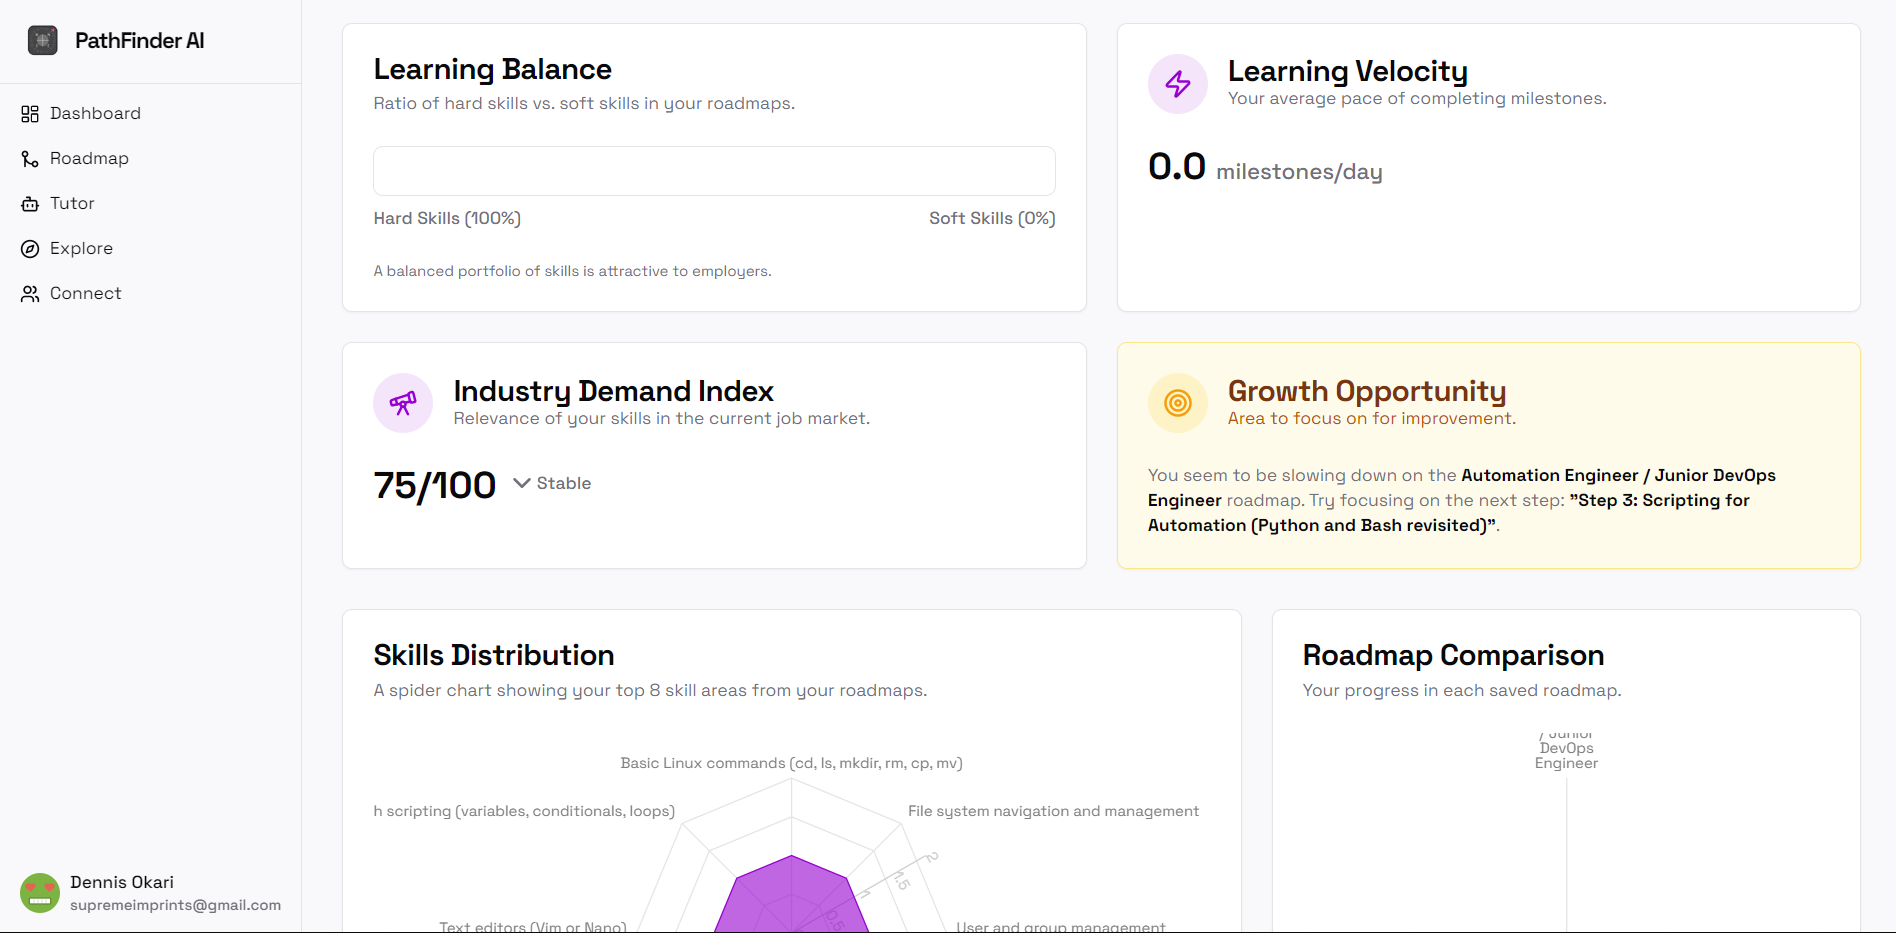 PathFinder AI
Dashboard
Roadmap
Tutor
Explore
Connect
Dennis Okari
supremeimprints@gmail.com
Learning Balance
Ratio of hard skills vs. soft skills in your roadmaps.
Hard Skills (100%)
Soft Skills (0%)
A balanced portfolio of skills is attractive to employers.
Learning Velocity
Your average pace of completing milestones.
0.0 milestones/day
Industry Demand Index
Relevance of your skills in the current job market.
75/100 Stable
Growth Opportunity
Area to focus on for improvement.
You seem to be slowing down on the Automation Engineer / Junior DevOps
Engineer roadmap. Try focusing on the next step: "Step 3: Scripting for
Automation (Python and Bash revisited)".
Skills Distribution
A spider chart showing your top 8 skill areas from your roadmaps.
Basic Linux commands (cd, ls, mkdir, rm, cp, mv)
h scripting (variables, conditionals, loops)
File system navigation and management
2
1.5
1
0.5
Text editors (Vim or Nano)
User and group management
Roadmap Comparison
Your progress in each saved roadmap.
/ Junior
DevOps
Engineer